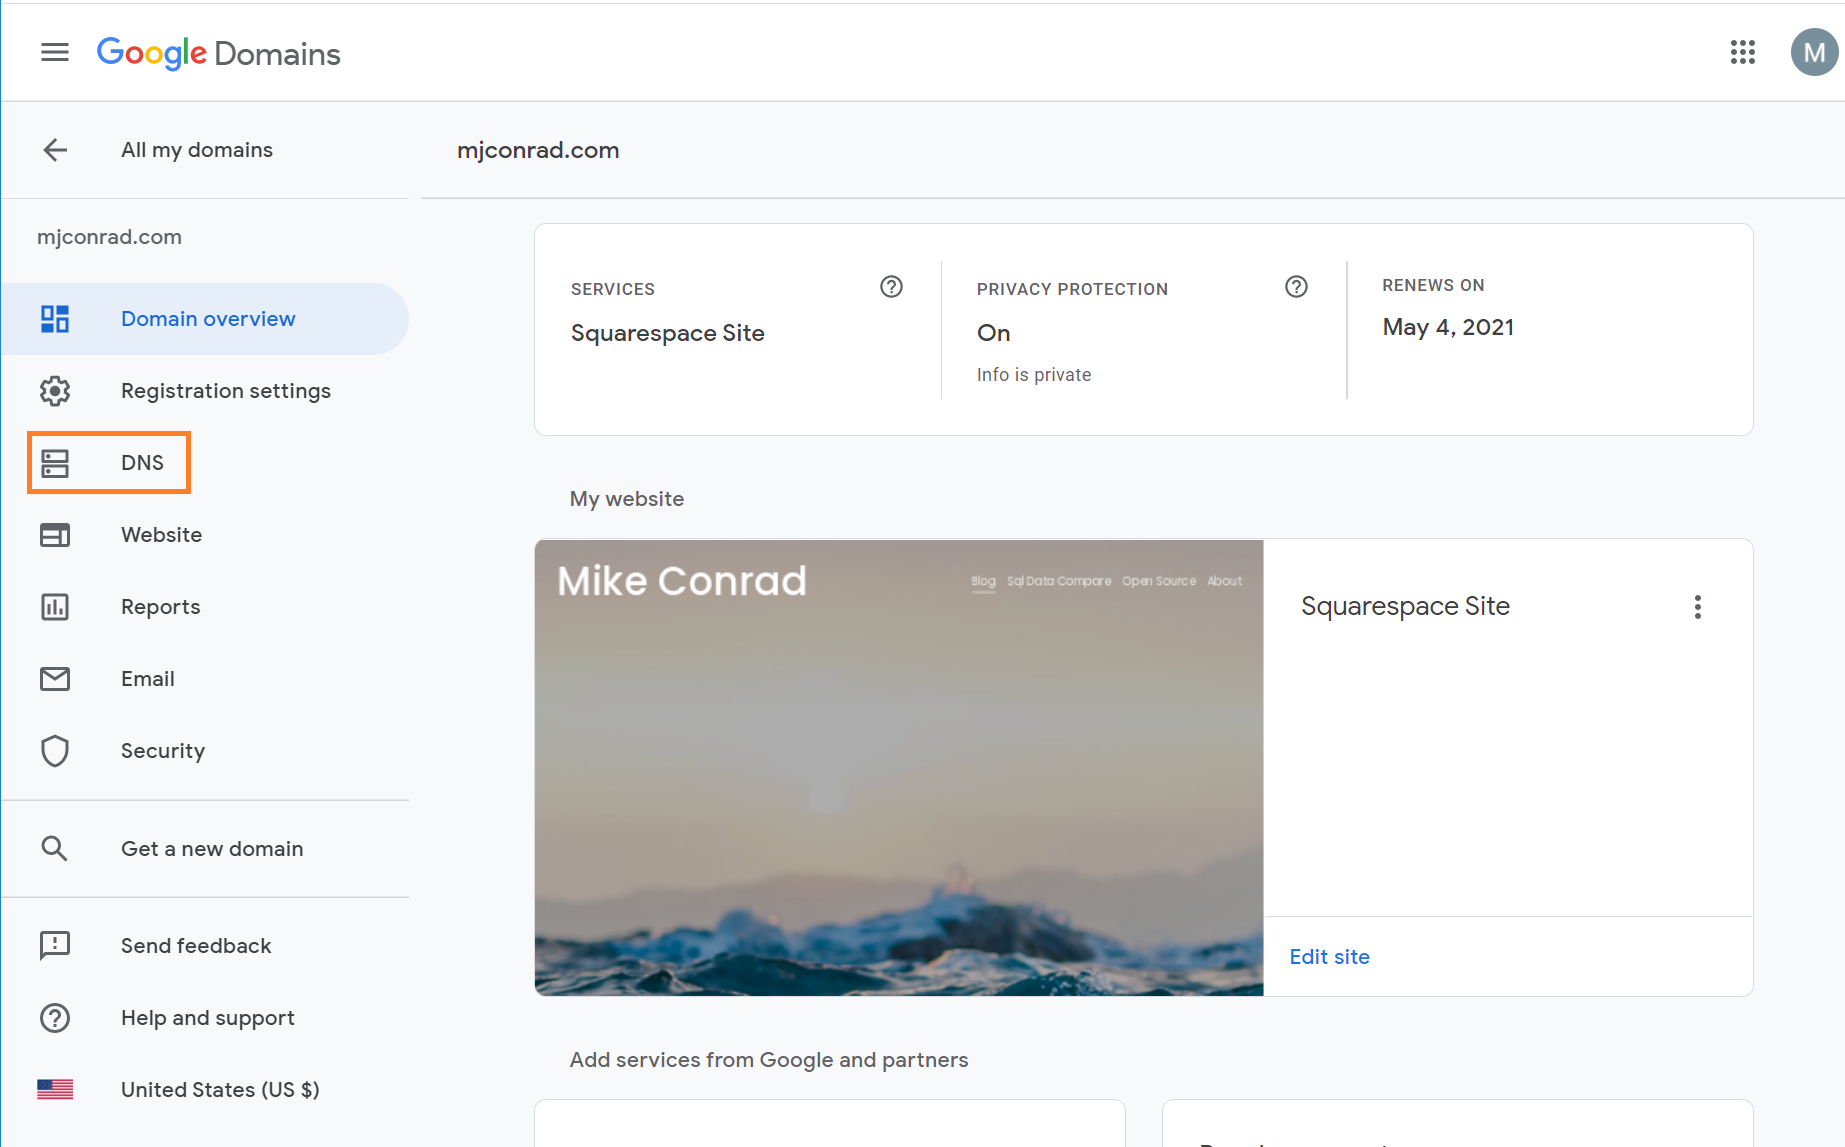 Google Domains
M
All my domains
mjconrad.com
mjconrad.com
Domain overview
Registration settings
DNS
Website
Reports
Email
Security
Get a new domain
Send feedback
Help and support
United States (US $)
SERVICES
Squarespace Site
PRIVACY PROTECTION
On
Info is private
RENEWS ON
May 4, 2021
My website
Mike Conrad
Blog Sql Data Compare Open Source About
Squarespace Site
Edit site
Add services from Google and partners